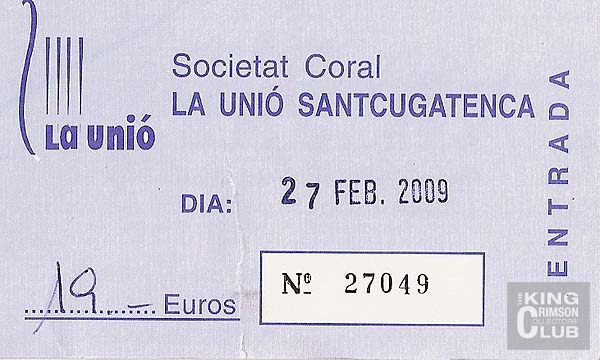 La Unió
Societat Coral
LA UNIÓ SANTCUGATENCA
DIA: 27 FEB. 2009
19.- Euros
Nº 27049
ENTRADA
THE KING
CRIMSON
COLLECTORS
CLUB